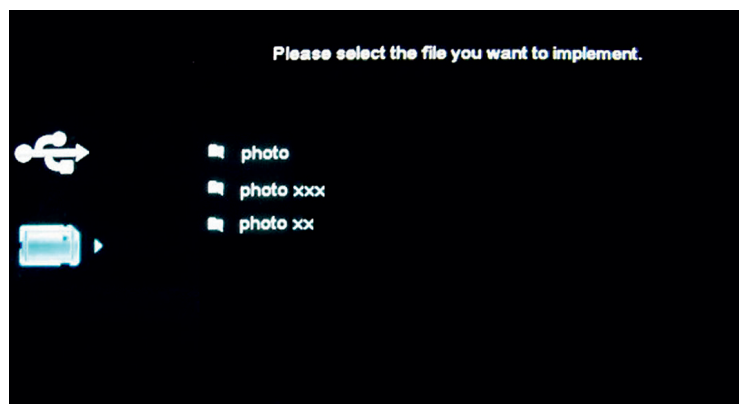 Please select the file you want to implement.
photo
photo xxx
photo xx